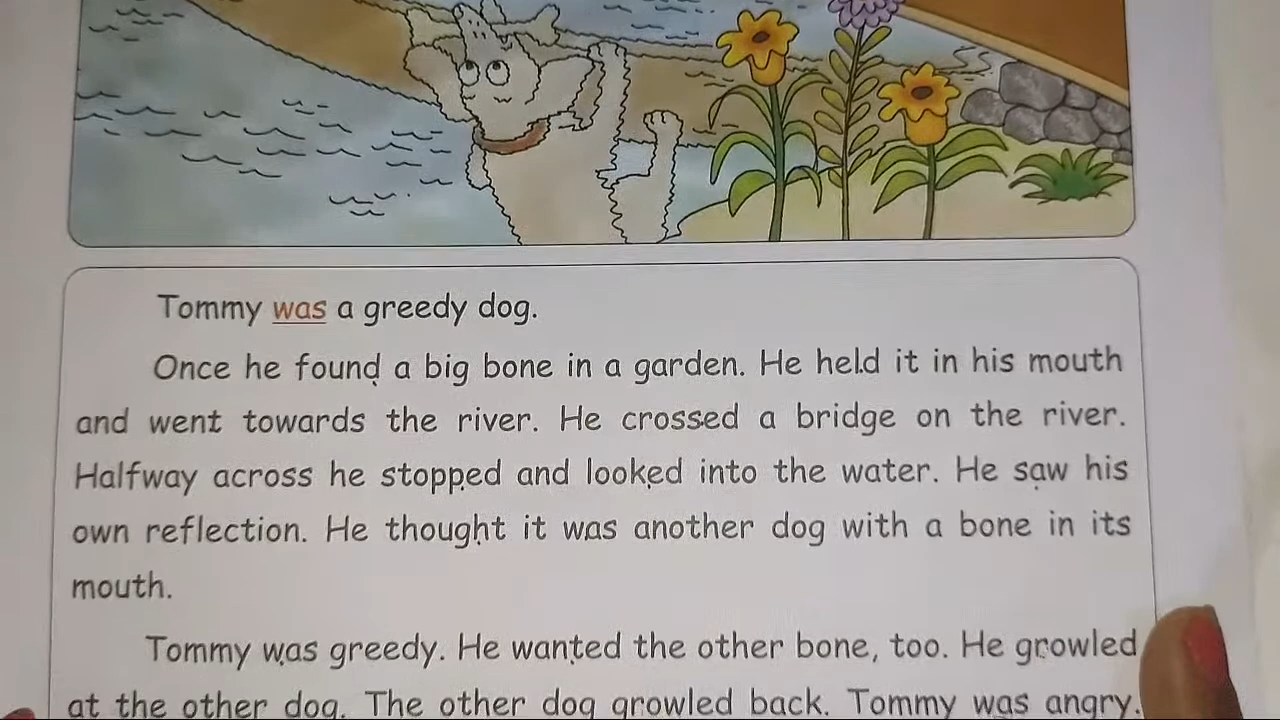 Tommy was a greedy dog.
Once he found a big bone in a garden. He held it in his mouth
and went towards the river. He crossed a bridge on the river.
Halfway across he stopped and looked into the water. He saw his
own reflection. He thought it was another dog with a bone in its
mouth.
Tommy was greedy. He wanted the other bone, too. He growled
at the other dog. The other dog growled back. Tommy was angry.